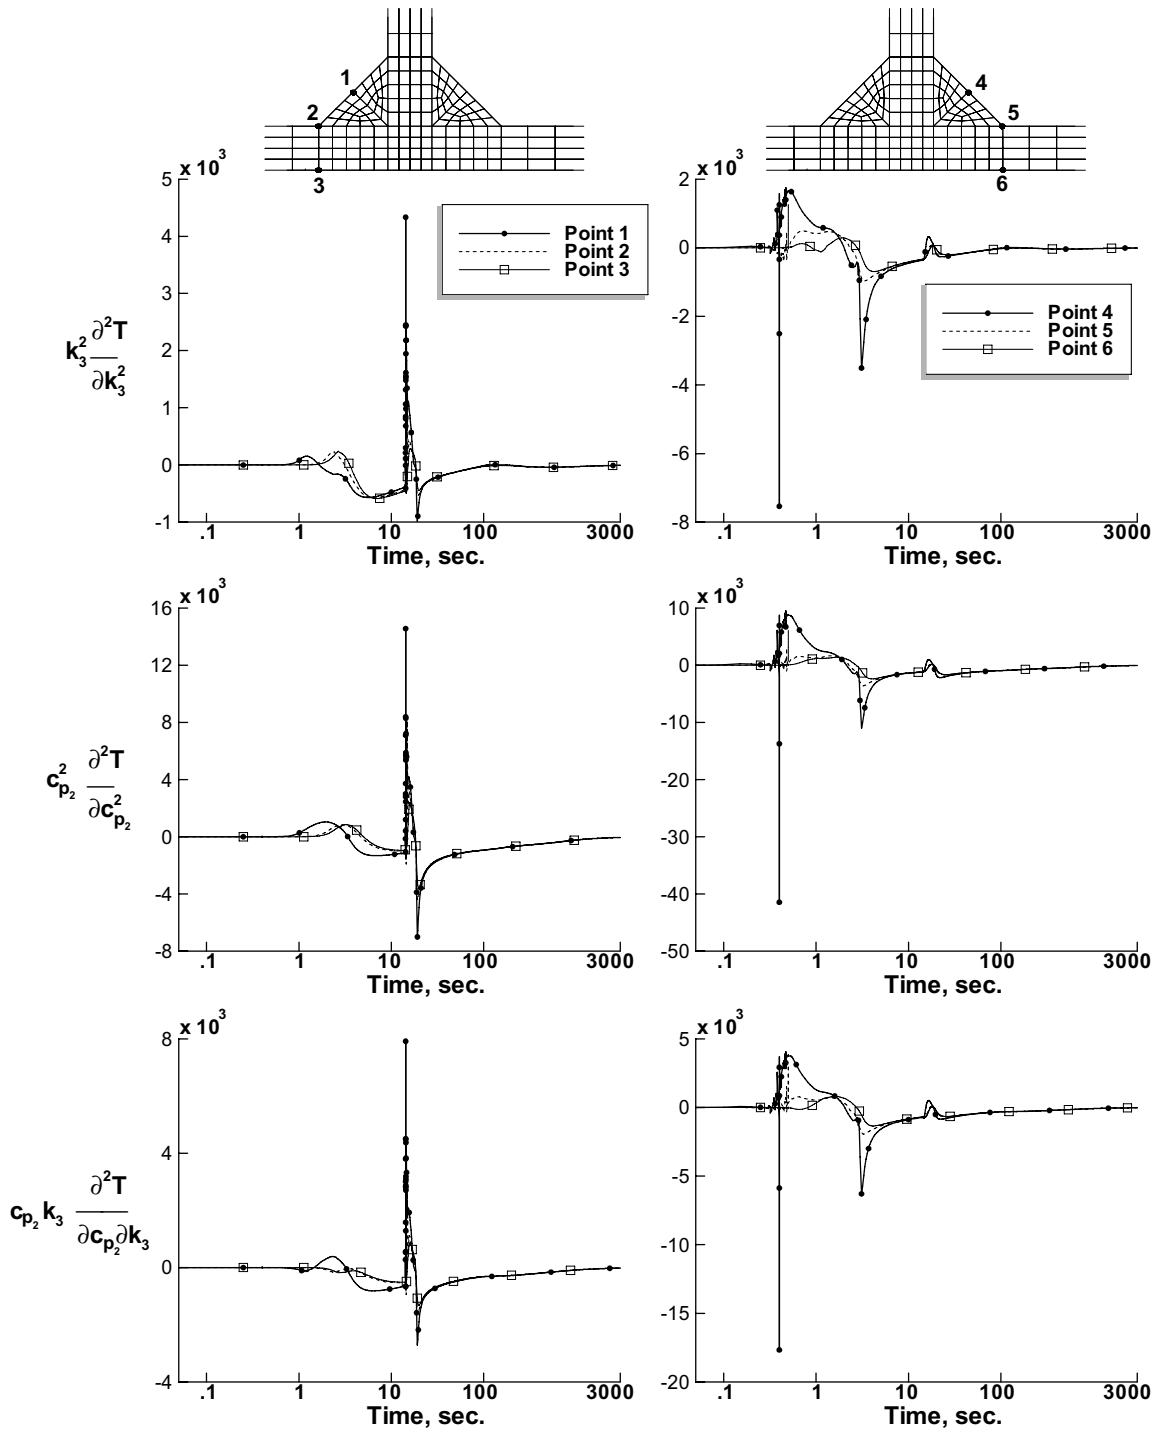 1
2
3
4
5
6
x 10³
5
4
3
2
1
0
-1
k₃² ∂²T / ∂k₃²
Point 1
Point 2
Point 3
.1 1 10 100 3000
Time, sec.
x 10³
2
0
-2
-4
-6
-8
Point 4
Point 5
Point 6
.1 1 10 100 3000
Time, sec.
x 10³
16
12
8
4
0
-4
-8
c_p₂² ∂²T / ∂c_p₂²
.1 1 10 100 3000
Time, sec.
x 10³
10
0
-10
-20
-30
-40
-50
.1 1 10 100 3000
Time, sec.
x 10³
8
4
0
-4
c_p₂ k₃ ∂²T / ∂c_p₂∂k₃
.1 1 10 100 3000
Time, sec.
x 10³
5
0
-5
-10
-15
-20
.1 1 10 100 3000
Time, sec.